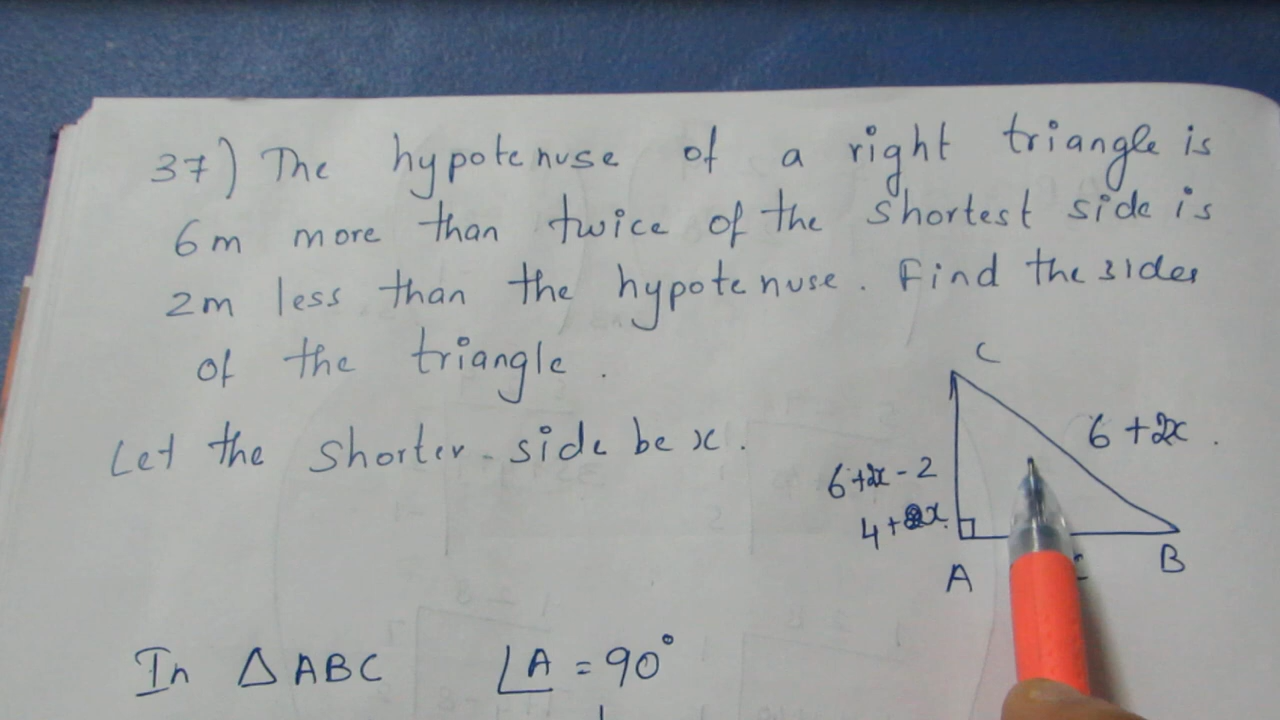 37) The hypotenuse of a right triangle is
6m more than twice of the shortest side is
2m less than the hypotenuse. Find the sides
of the triangle.
Let the shorter side be x.
C
6 + 2x.
6+2x-2
4+2x
A
B
In △ABC ∠A = 90°